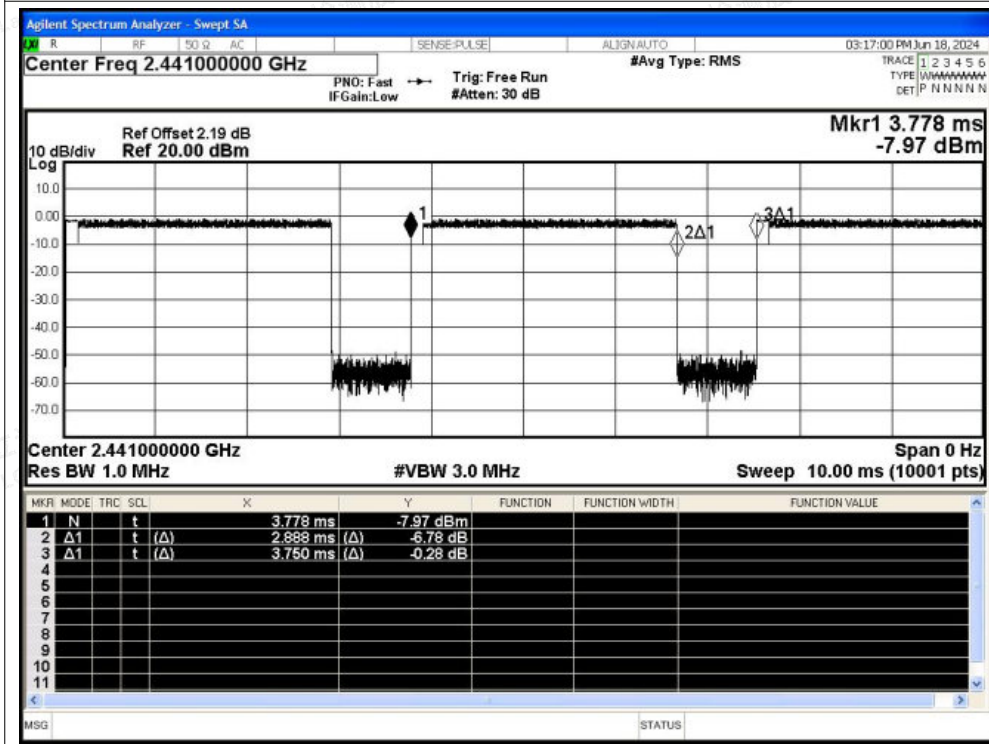 Agilent Spectrum Analyzer - Swept SA
LXI R RF 50 Ω AC SENSE:PULSE ALIGN AUTO 03:17:00 PM Jun 18, 2024
Center Freq 2.441000000 GHz #Avg Type: RMS TRACE 1 2 3 4 5 6
PNO: Fast Trig: Free Run TYPE WWWWWW
IFGain:Low #Atten: 30 dB DET P N N N N N
Mkr1 3.778 ms
-7.97 dBm
Ref Offset 2.19 dB
10 dB/div Ref 20.00 dBm
Log
10.0
0.00
-10.0
-20.0
-30.0
-40.0
-50.0
-60.0
-70.0
1
2Δ1
3Δ1
Center 2.441000000 GHz Span 0 Hz
Res BW 1.0 MHz #VBW 3.0 MHz Sweep 10.00 ms (10001 pts)
MKR MODE TRC SCL X Y FUNCTION FUNCTION WIDTH FUNCTION VALUE
1 N t 3.778 ms -7.97 dBm
2 Δ1 t (Δ) 2.888 ms (Δ) -6.78 dB
3 Δ1 t (Δ) 3.750 ms (Δ) -0.28 dB
4
5
6
7
8
9
10
11
MSG STATUS